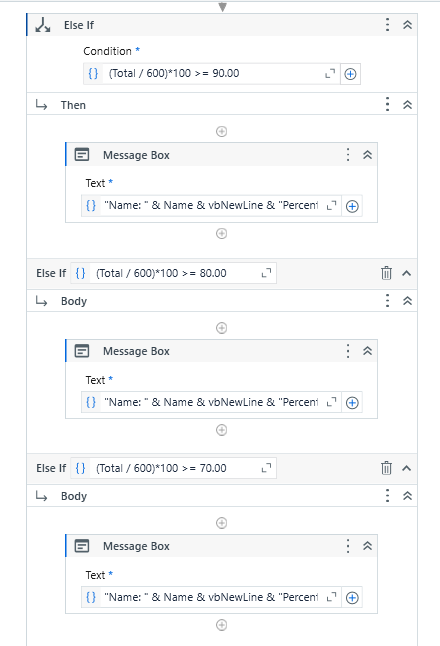 Else If
Condition *
{} (Total / 600)*100 >= 90.00
Then
Message Box
Text *
{} "Name: " & Name & vbNewLine & "Percent
Else If {} (Total / 600)*100 >= 80.00
Body
Message Box
Text *
{} "Name: " & Name & vbNewLine & "Percent
Else If {} (Total / 600)*100 >= 70.00
Body
Message Box
Text *
{} "Name: " & Name & vbNewLine & "Percent